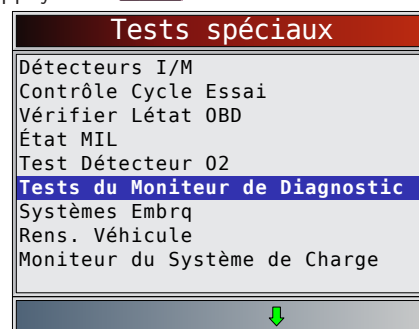 Tests spéciaux
Détecteurs I/M
Contrôle Cycle Essai
Vérifier Létat OBD
État MIL
Test Détecteur O2
Tests du Moniteur de Diagnostic
Systèmes Embrq
Rens. Véhicule
Moniteur du Système de Charge